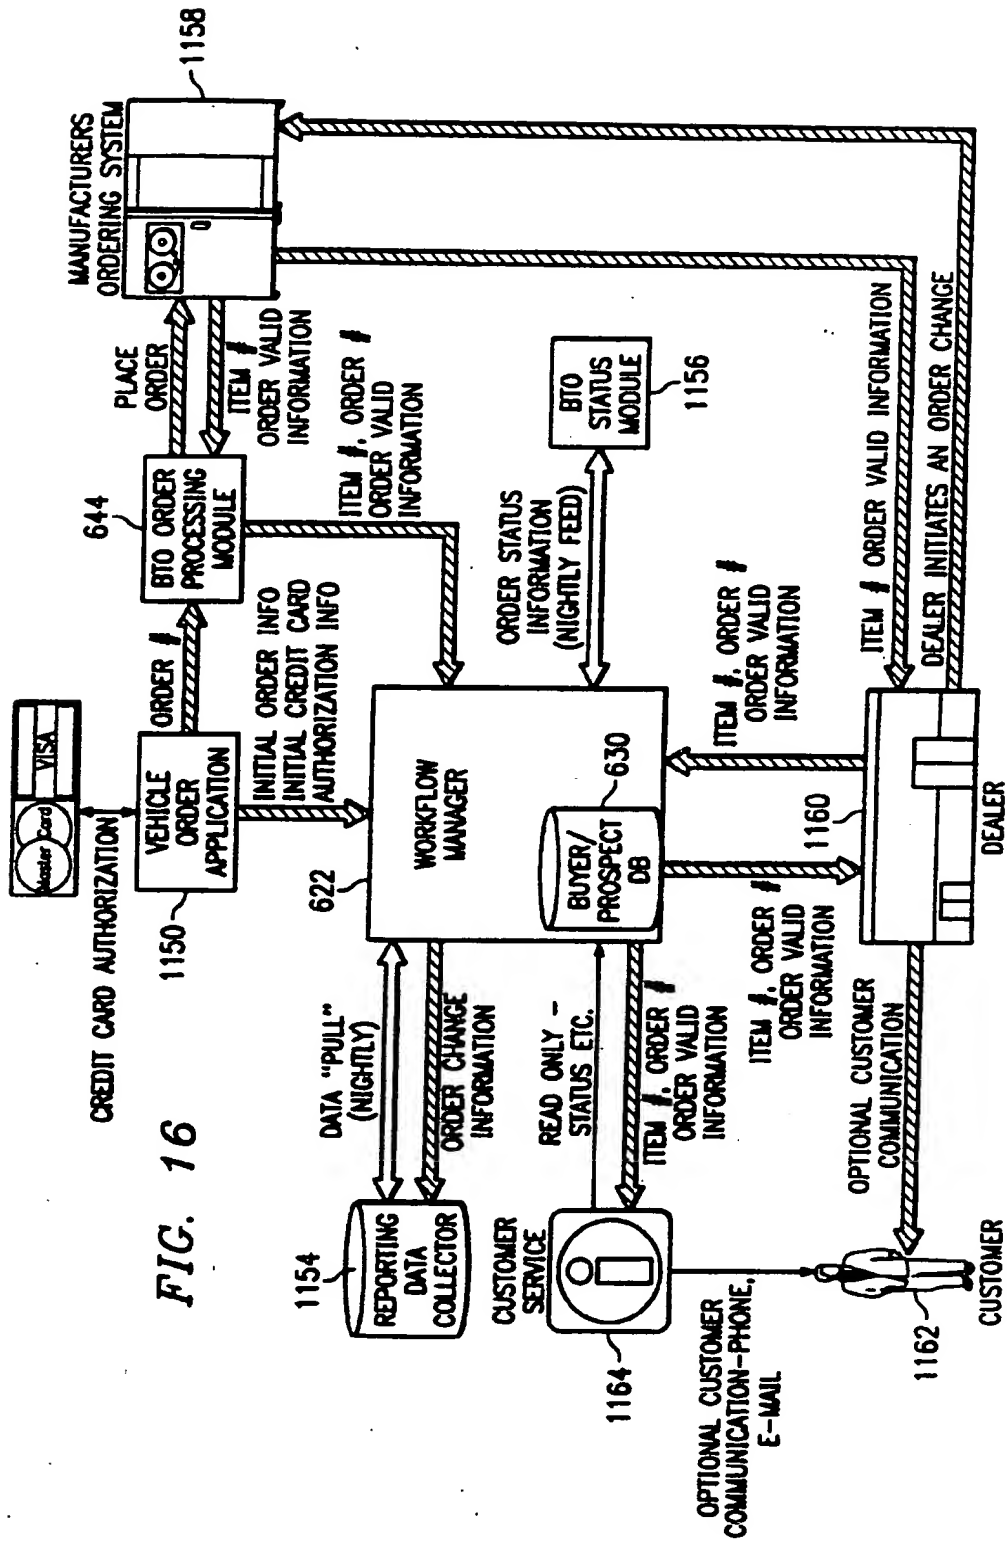 FIG. 16
CREDIT CARD AUTHORIZATION
Master Card
VISA
1150
VEHICLE
ORDER
APPLICATION
ORDER #
644
BTO ORDER
PROCESSING
MODULE
PLACE
ORDER
ITEM #
ORDER VALID
INFORMATION
MANUFACTURERS
ORDERING SYSTEM
1158
INITIAL ORDER INFO
INITIAL CREDIT CARD
AUTHORIZATION INFO
ITEM #, ORDER #
ORDER VALID
INFORMATION
1154
REPORTING
DATA
COLLECTOR
DATA "PULL"
(NIGHTLY)
ORDER CHANGE
INFORMATION
622
WORKFLOW
MANAGER
BUYER/
PROSPECT
DB
630
ORDER STATUS
INFORMATION
(NIGHTLY FEED)
BTO
STATUS
MODULE
1156
CUSTOMER
SERVICE
1164
READ ONLY -
STATUS ETC.
ITEM #, ORDER #
ORDER VALID
INFORMATION
ITEM #, ORDER #
ORDER VALID
INFORMATION
ITEM #, ORDER #
ORDER VALID
INFORMATION
OPTIONAL CUSTOMER
COMMUNICATION-PHONE,
E-MAIL
OPTIONAL CUSTOMER
COMMUNICATION
1160
ITEM # ORDER VALID INFORMATION
DEALER INITIATES AN ORDER CHANGE
1162
CUSTOMER
DEALER